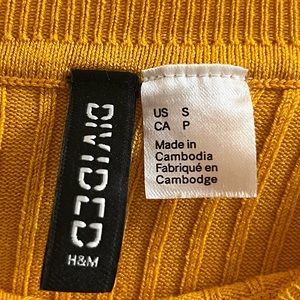 DIVIDED
H&M
US S
CA P
Made in
Cambodia
Fabriqué en
Cambodge